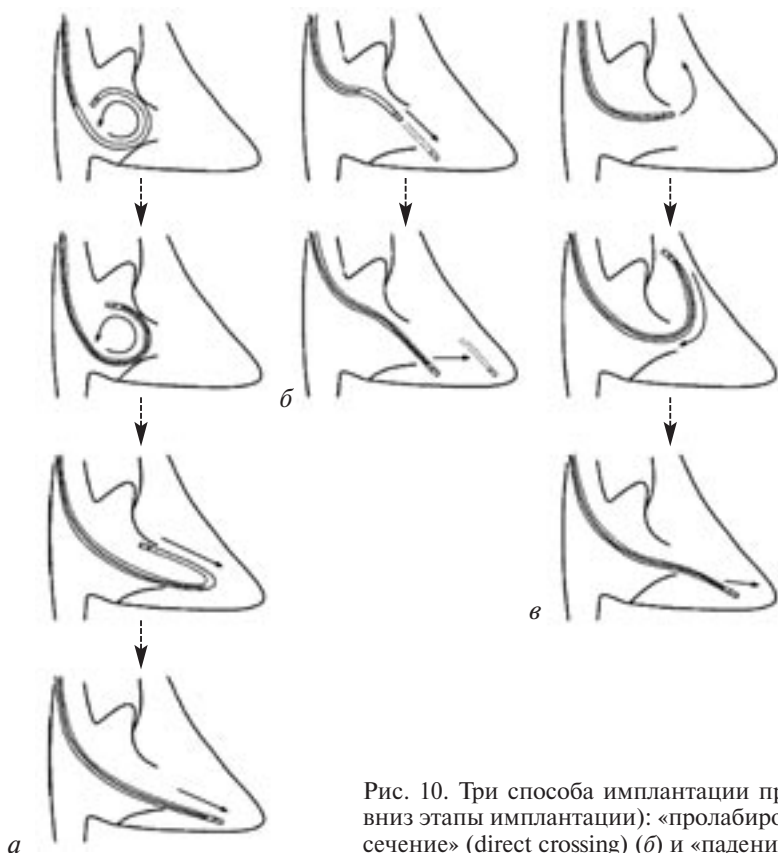 б
в
а
Рис. 10. Три способа имплантации пр
вниз этапы имплантации): «пролабиро
сечение» (direct crossing) (б) и «падени